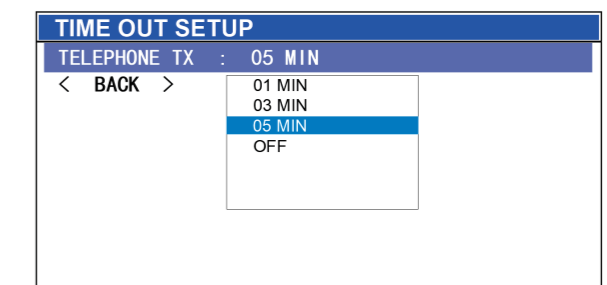 TIME OUT SETUP
TELEPHONE TX : 05 MIN
< BACK >
01 MIN
03 MIN
05 MIN
OFF